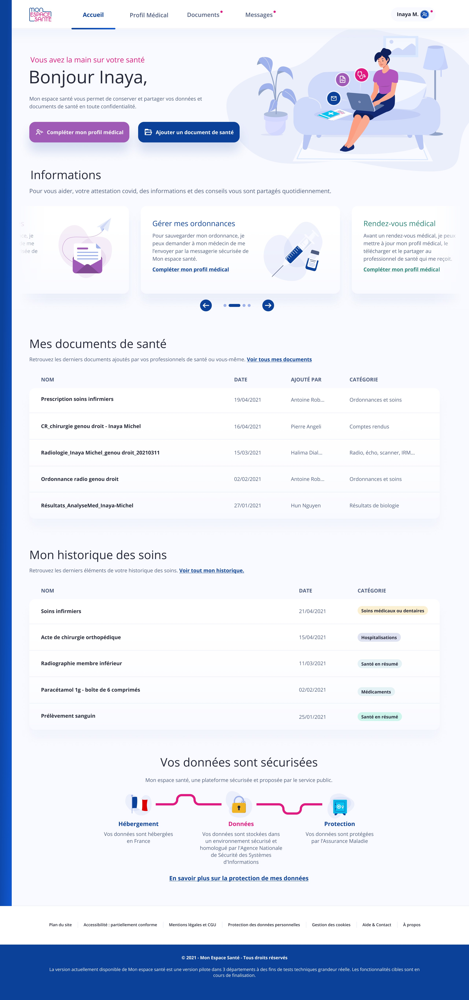 mon
ESPACE
SANTÉ
Accueil
Profil Médical
Documents
Messages
Inaya M.
Vous avez la main sur votre santé
Bonjour Inaya,
Mon espace santé vous permet de conserver et partager vos données et
documents de santé en toute confidentialité.
Compléter mon profil médical
Ajouter un document de santé
Informations
Pour vous aider, votre attestation covid, des informations et des conseils vous sont partagés quotidiennement.
je
de me
de
Gérer mes ordonnances
Pour sauvegarder mon ordonnance, je
peux demander à mon médecin de me
l'envoyer par la messagerie sécurisée de
Mon espace santé.
Compléter mon profil médical
Rendez-vous médical
Avant un rendez-vous médical, je peux
mettre à jour mon profil médical, le
télécharger et le partager au
professionnel de santé qui me reçoit.
Compléter mon profil médical
Mes documents de santé
Retrouvez les derniers documents ajoutés par vos professionnels de santé ou vous-même. Voir tous mes documents
NOM DATE AJOUTÉ PAR CATÉGORIE
Prescription soins infirmiers 19/04/2021 Antoine Rob... Ordonnances et soins
CR_chirurgie genou droit - Inaya Michel 16/04/2021 Pierre Angeli Comptes rendus
Radiologie_Inaya Michel_genou droit_20210311 15/03/2021 Halima Dial... Radio, écho, scanner, IRM...
Ordonnance radio genou droit 02/02/2021 Antoine Rob... Ordonnances et soins
Résultats_AnalyseMed_Inaya-Michel 27/01/2021 Hun Nguyen Résultats de biologie
Mon historique des soins
Retrouvez les derniers éléments de votre historique des soins. Voir tout mon historique.
NOM DATE CATÉGORIE
Soins infirmiers 21/04/2021 Soins médicaux ou dentaires
Acte de chirurgie orthopédique 15/04/2021 Hospitalisations
Radiographie membre inférieur 11/03/2021 Santé en résumé
Paracétamol 1g - boîte de 6 comprimés 02/02/2021 Médicaments
Prélèvement sanguin 25/01/2021 Santé en résumé
Vos données sont sécurisées
Mon espace santé, une plateforme sécurisée et proposée par le service public.
Hébergement
Vos données sont hébergées
en France
Données
Vos données sont stockées dans
un environnement sécurisé et
homologué par l'Agence Nationale
de Sécurité des Systèmes
d'Informations
Protection
Vos données sont protégées
par l'Assurance Maladie
En savoir plus sur la protection de mes données
Plan du site
Accessibilité : partiellement conforme
Mentions légales et CGU
Protection des données personnelles
Gestion des cookies
Aide & Contact
À propos
© 2021 - Mon Espace Santé - Tous droits réservés
La version actuellement disponible de Mon espace santé est une version pilote dans 3 départements à des fins de tests techniques grandeur réelle. Les fonctionnalités cibles sont en
cours de finalisation.